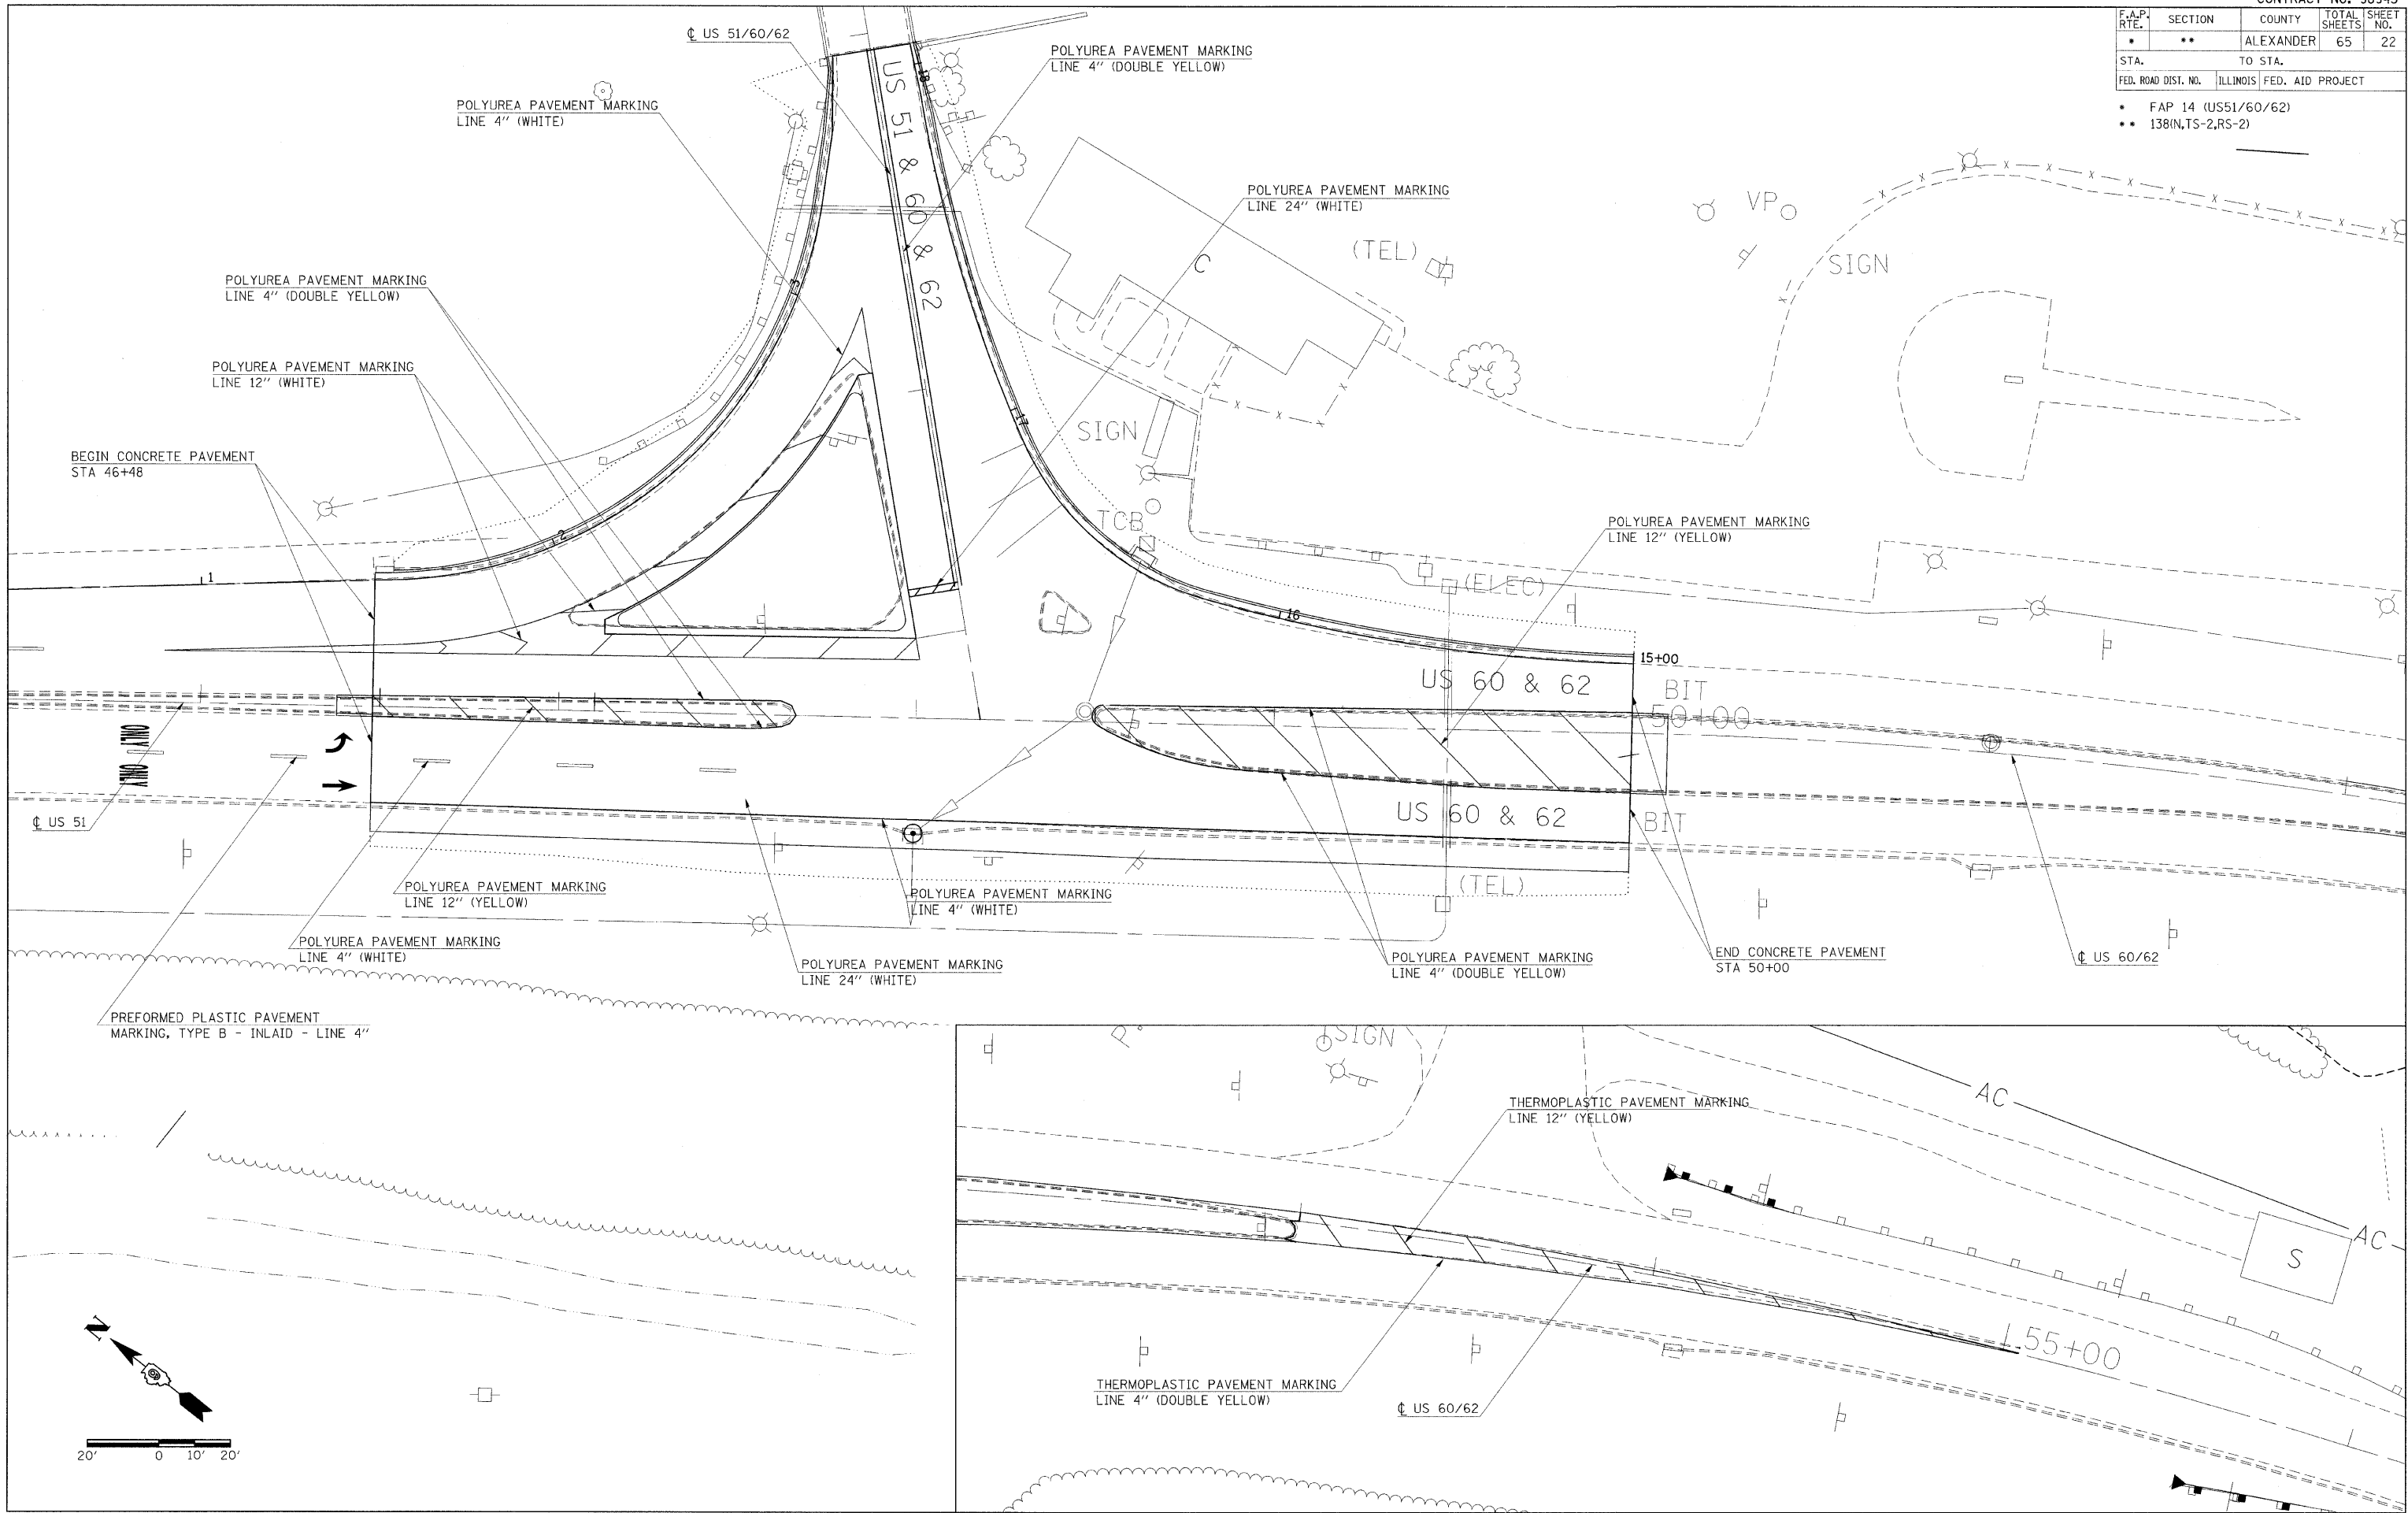 F.A.P. RTE. SECTION COUNTY TOTAL SHEETS SHEET NO.
* ** ALEXANDER 65 22
STA. TO STA.
FED. ROAD DIST. NO. ILLINOIS FED. AID PROJECT
* FAP 14 (US51/60/62)
** 138(N,TS-2,RS-2)
℄ US 51/60/62
POLYUREA PAVEMENT MARKING
LINE 4" (DOUBLE YELLOW)
POLYUREA PAVEMENT MARKING
LINE 4" (WHITE)
US 51 & 60 & 62
18
POLYUREA PAVEMENT MARKING
LINE 24" (WHITE)
VP
(TEL)
C
SIGN
POLYUREA PAVEMENT MARKING
LINE 4" (DOUBLE YELLOW)
3
POLYUREA PAVEMENT MARKING
LINE 12" (WHITE)
17
SIGN
BEGIN CONCRETE PAVEMENT
STA 46+48
TCB
POLYUREA PAVEMENT MARKING
LINE 12" (YELLOW)
2
1
(ELEC)
16
15+00
US 60 & 62
BIT
50+00
ONLY
ONLY
US 60 & 62
BIT
℄ US 51
POLYUREA PAVEMENT MARKING
LINE 12" (YELLOW)
POLYUREA PAVEMENT MARKING
LINE 4" (WHITE)
(TEL)
POLYUREA PAVEMENT MARKING
LINE 4" (WHITE)
POLYUREA PAVEMENT MARKING
LINE 24" (WHITE)
POLYUREA PAVEMENT MARKING
LINE 4" (DOUBLE YELLOW)
END CONCRETE PAVEMENT
STA 50+00
℄ US 60/62
PREFORMED PLASTIC PAVEMENT
MARKING, TYPE B - INLAID - LINE 4"
P
SIGN
THERMOPLASTIC PAVEMENT MARKING
LINE 12" (YELLOW)
AC
AC
S
55+00
THERMOPLASTIC PAVEMENT MARKING
LINE 4" (DOUBLE YELLOW)
℄ US 60/62
N
20' 0 10' 20'